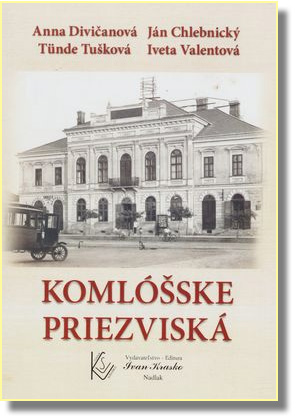 Anna Divičanová Ján Chlebnický
Tünde Tušková Iveta Valentová
KOMLÓŠSKE
PRIEZVISKÁ
Vydavateľstvo - Editura
Ivan Krasko
Nadlak